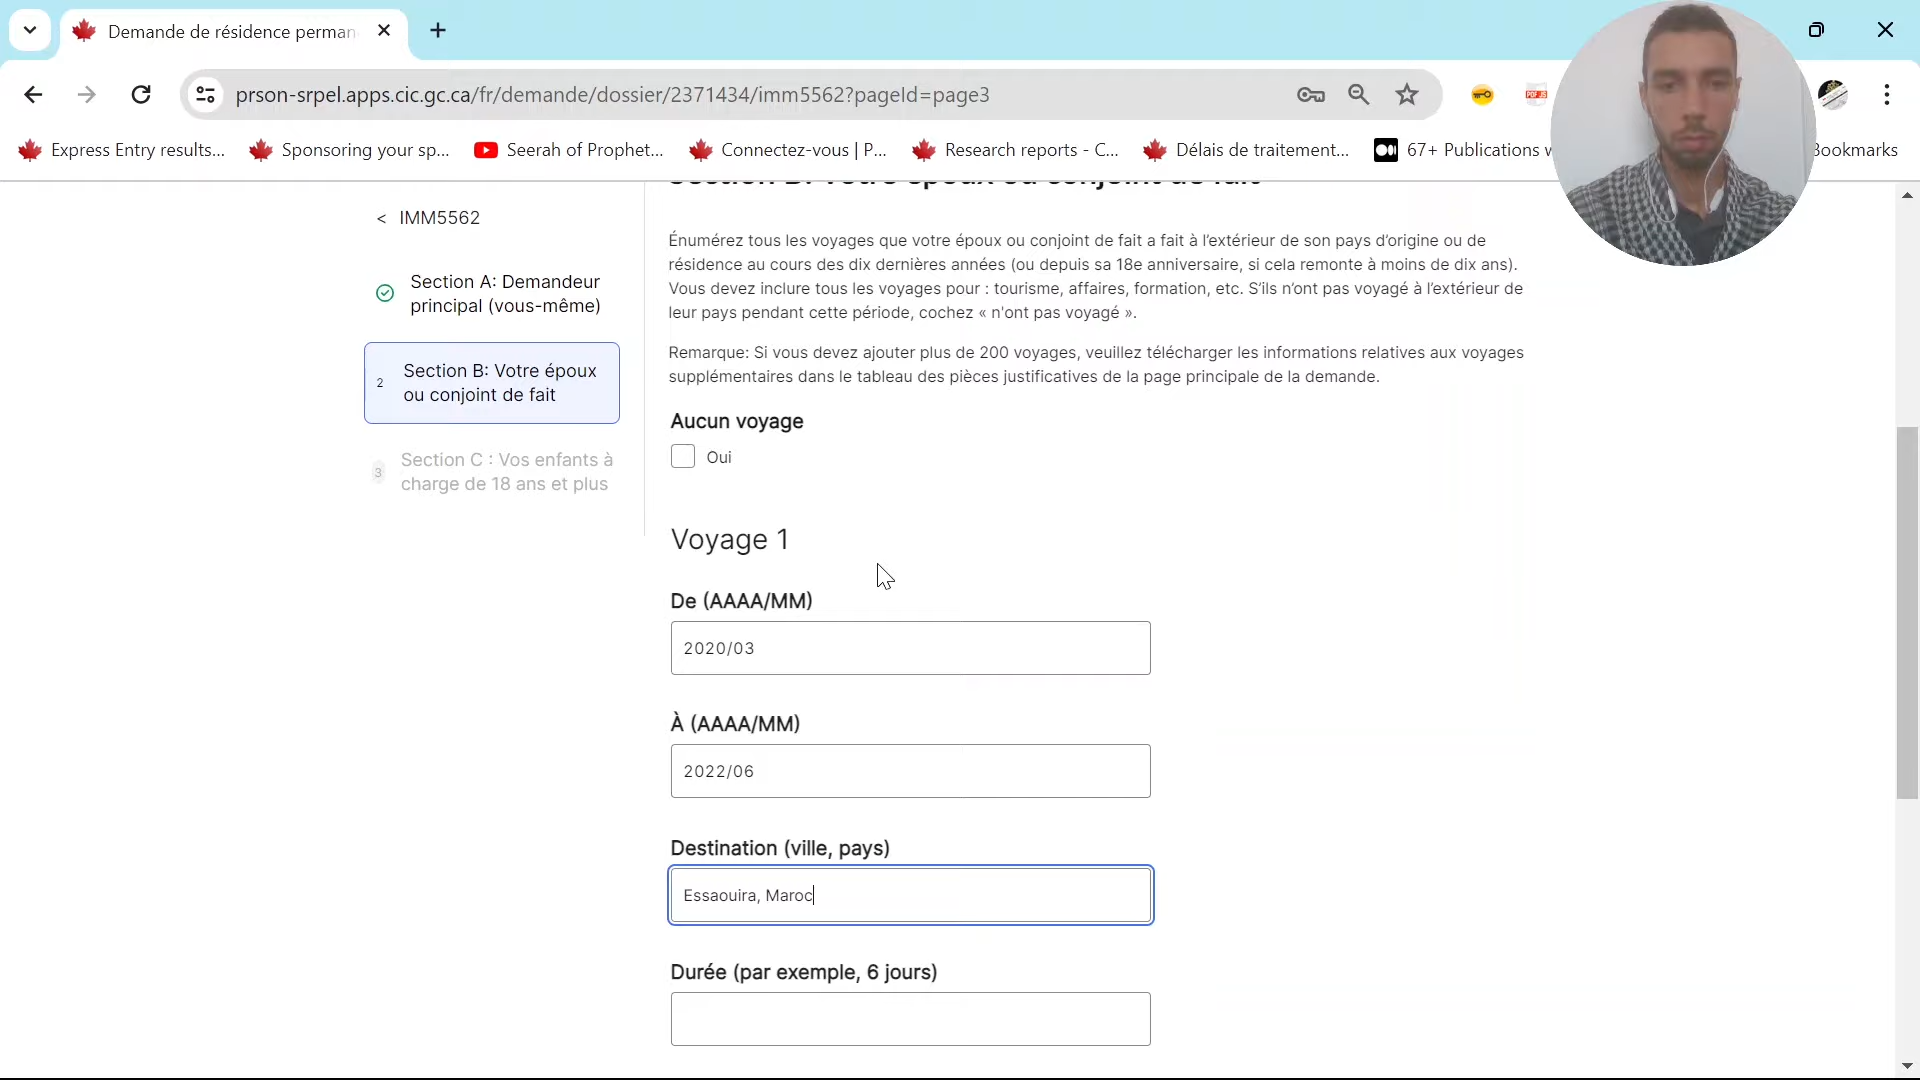 Demande de résidence perman
prson-srpel.apps.cic.gc.ca/fr/demande/dossier/2371434/imm5562?pageId=page3
Express Entry results...
Sponsoring your sp...
Seerah of Prophet...
Connectez-vous | P...
Research reports - C...
Délais de traitement...
67+ Publications
Bookmarks
< IMM5562
Section A: Demandeur
principal (vous-même)
2
Section B: Votre époux
ou conjoint de fait
3
Section C : Vos enfants à
charge de 18 ans et plus
Section B: Votre époux ou conjoint de fait
Énumérez tous les voyages que votre époux ou conjoint de fait a fait à l'extérieur de son pays d'origine ou de
résidence au cours des dix dernières années (ou depuis sa 18e anniversaire, si cela remonte à moins de dix ans).
Vous devez inclure tous les voyages pour : tourisme, affaires, formation, etc. S'ils n'ont pas voyagé à l'extérieur de
leur pays pendant cette période, cochez « n'ont pas voyagé ».
Remarque: Si vous devez ajouter plus de 200 voyages, veuillez télécharger les informations relatives aux voyages
supplémentaires dans le tableau des pièces justificatives de la page principale de la demande.
Aucun voyage
Oui
Voyage 1
De (AAAA/MM)
2020/03
À (AAAA/MM)
2022/06
Destination (ville, pays)
Essaouira, Maroc
Durée (par exemple, 6 jours)